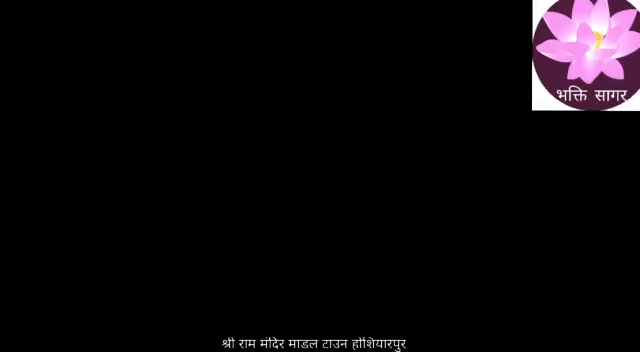 भक्ति सागर
श्री राम मंदिर माडल टाउन होशियारपुर